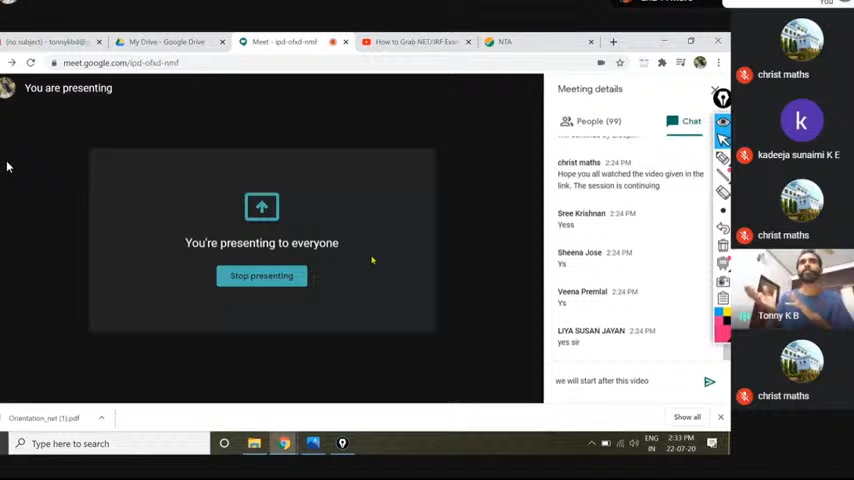 You
(no subject) - tonnykbd@
My Drive - Google Drive
Meet - ipd-ofxd-nmf
How to Grab NET/JRF Exam
NTA
meet.google.com/ipd-ofxd-nmf
You are presenting
You're presenting to everyone
Stop presenting
Meeting details
People (99)
Chat
christ maths 2:24 PM
Hope you all watched the video given in the
link. The session is continuing
Sree Krishnan 2:24 PM
Yess
Sheena Jose 2:24 PM
Ys
Veena Premlal 2:24 PM
Ys
LIYA SUSAN JAYAN 2:24 PM
yes sir
we will start after this video
christ maths
k
kadeeja sunaimi K E
christ maths
Tonny K B
christ maths
Orientation_net (1).pdf
Show all
Type here to search
ENG
IN
2:33 PM
22-07-20